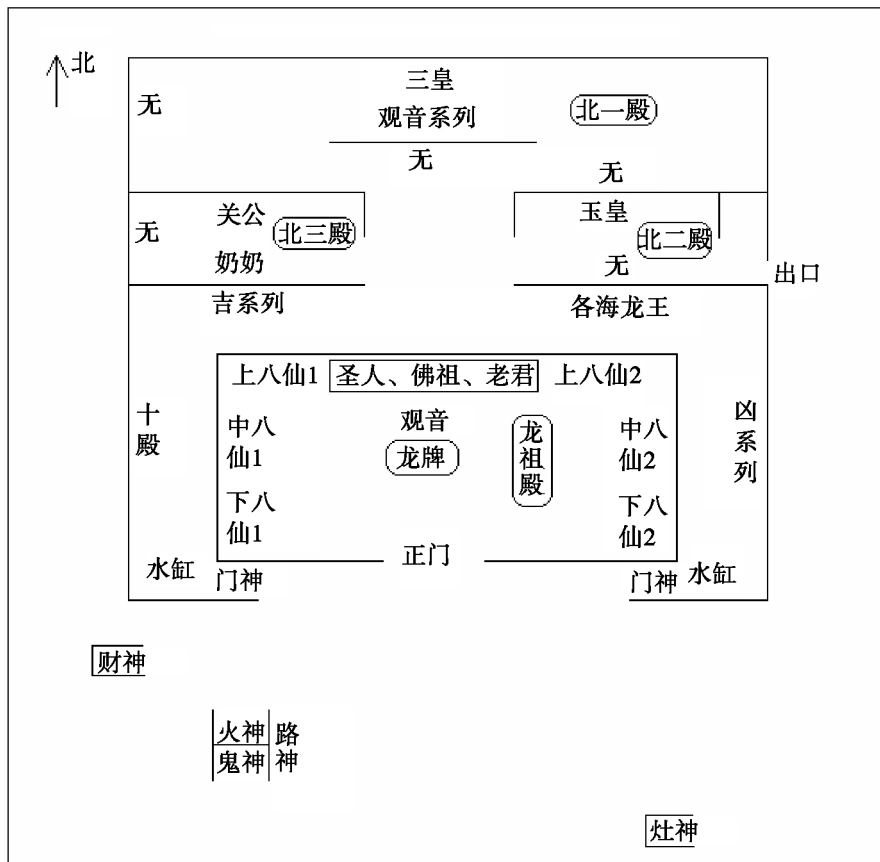 北
三皇
无
观音系列
北一殿
无
无
关公
玉皇
无
北三殿
北二殿
奶奶
无
出口
吉系列
各海龙王
上八仙1
圣人、佛祖、老君
上八仙2
十殿
中八
仙1
观音
龙牌
龙祖殿
中八
仙2
凶系列
下八
仙1
下八
仙2
正门
水缸
门神
门神
水缸
财神
火神
鬼神
路神
灶神